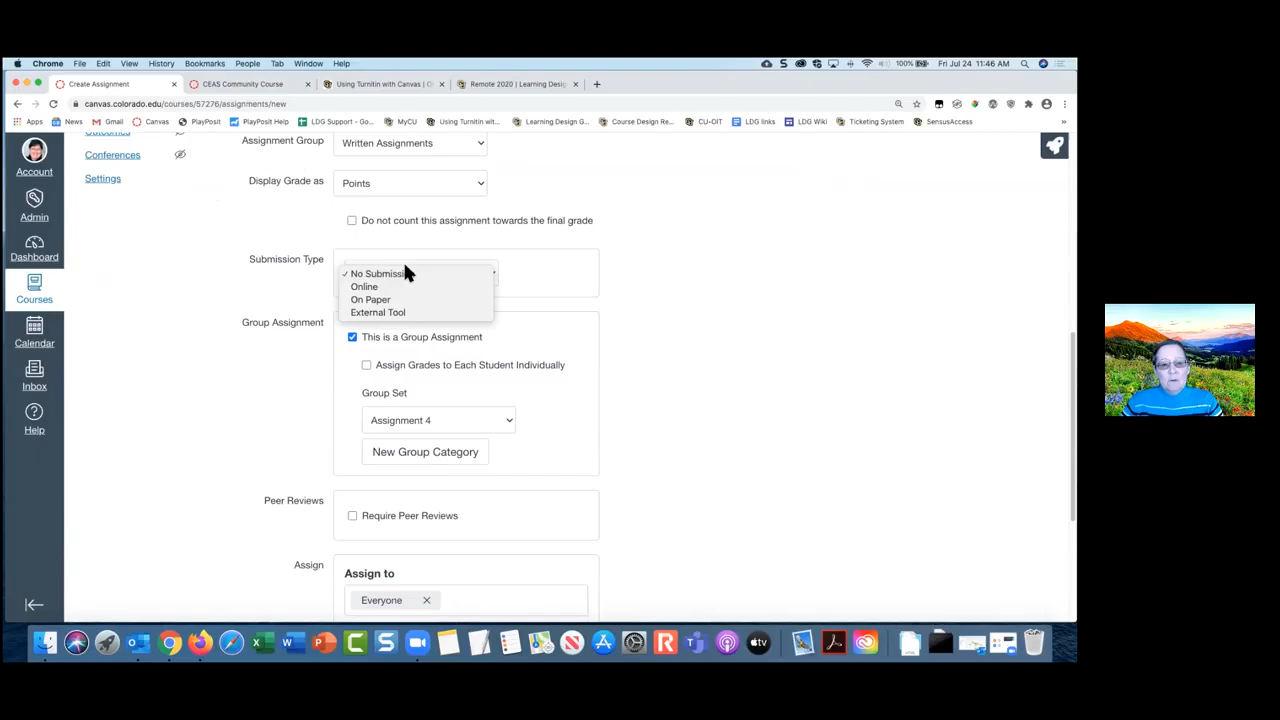 Chrome File Edit View History Bookmarks People Tab Window Help 100% Fri Jul 24 11:46 AM
Create Assignment CEAS Community Course Using Turnitin with Canvas | O Remote 2020 | Learning Desig
canvas.colorado.edu/courses/57276/assignments/new
Apps News Gmail Canvas PlayPosit PlayPosit Help LDG Support - Go... MyCU Using Turnitin wit... Learning Design G... Course Design Re... CU-OIT LDG links LDG Wiki Ticketing System SensusAccess »
Outcomes
Conferences
Settings
Account
Admin
Dashboard
Courses
Calendar
Inbox
Help
Assignment Group Written Assignments
Display Grade as Points
Do not count this assignment towards the final grade
Submission Type
✓ No Submissi
Online
On Paper
External Tool
Group Assignment
This is a Group Assignment
Assign Grades to Each Student Individually
Group Set
Assignment 4
New Group Category
Peer Reviews
Require Peer Reviews
Assign
Assign to
Everyone
tv